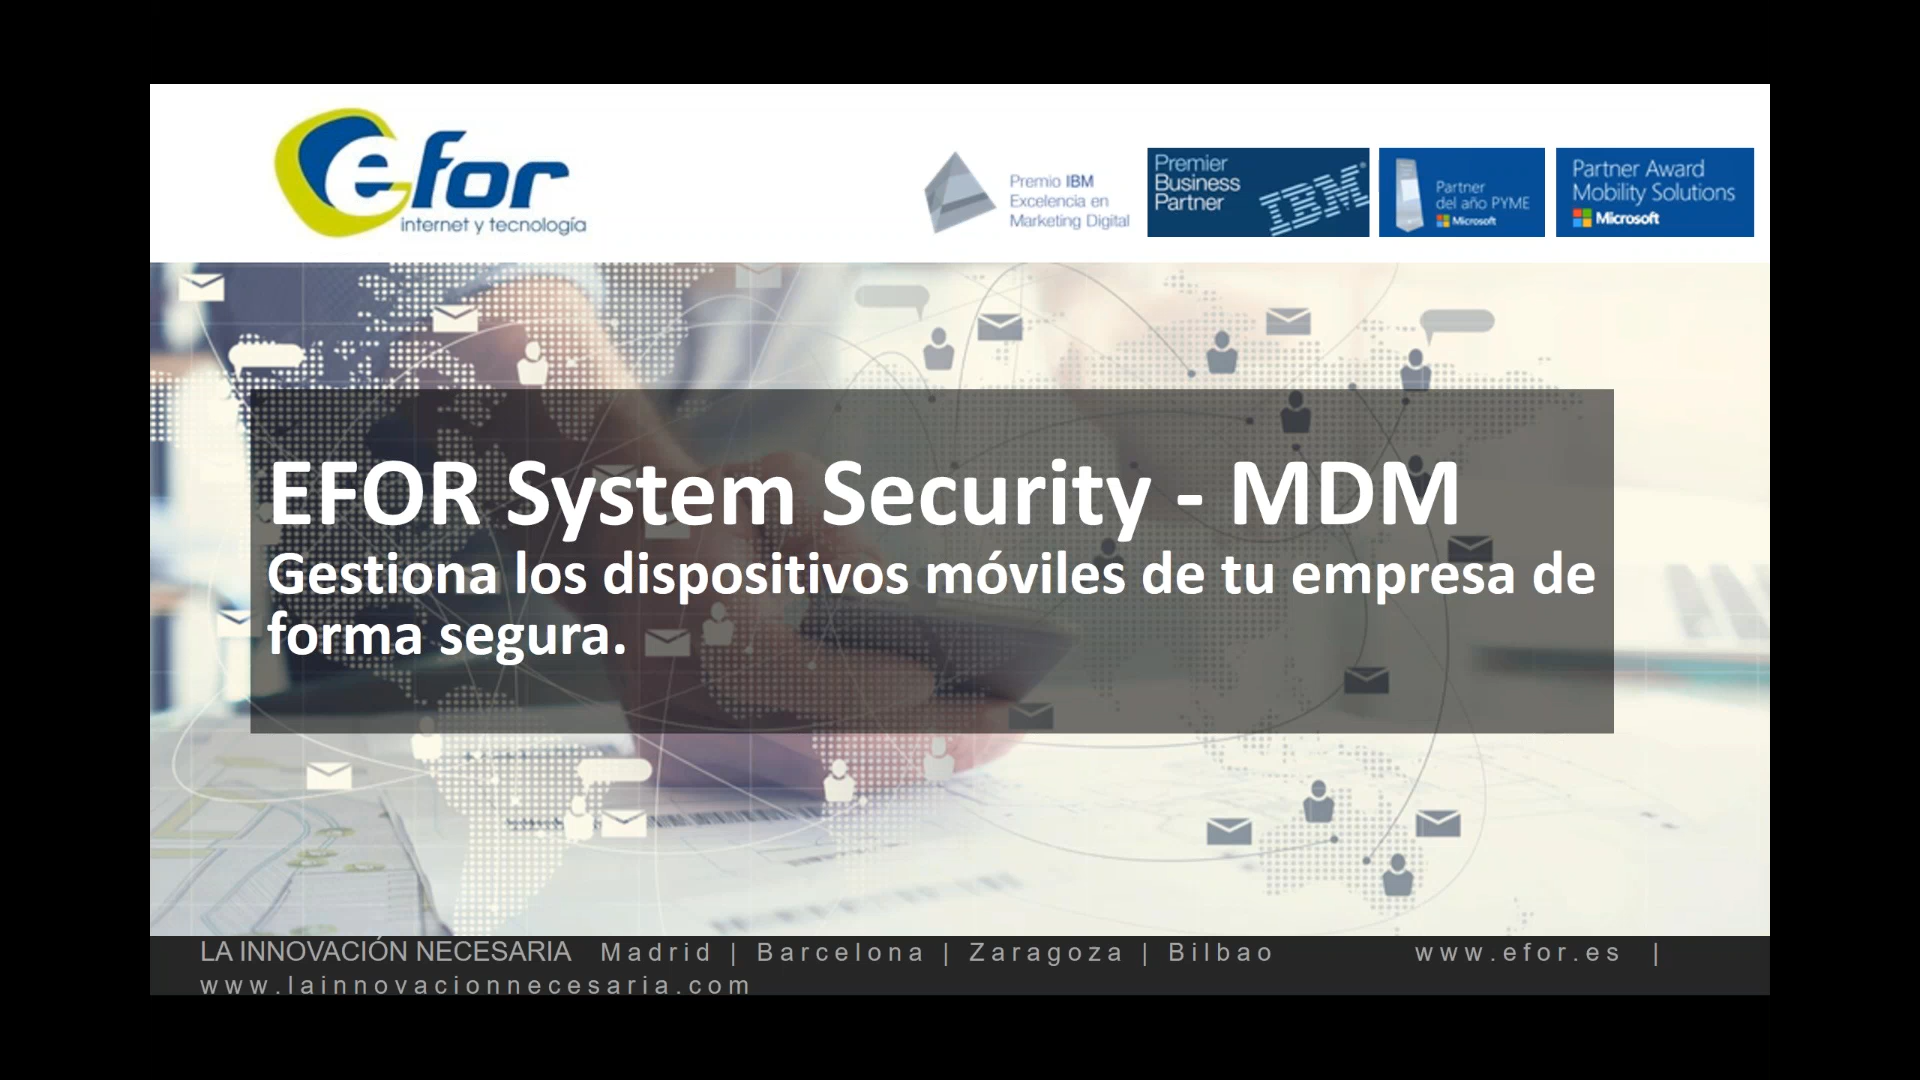 efor
internet y tecnología
Premio IBM
Excelencia en
Marketing Digital
Premier
Business
Partner
IBM
Partner
del año PYME
Microsoft
Partner Award
Mobility Solutions
Microsoft
EFOR System Security - MDM
Gestiona los dispositivos móviles de tu empresa de
forma segura.
LA INNOVACIÓN NECESARIA Madrid | Barcelona | Zaragoza | Bilbao www.efor.es |
www.lainnovacionnecesaria.com